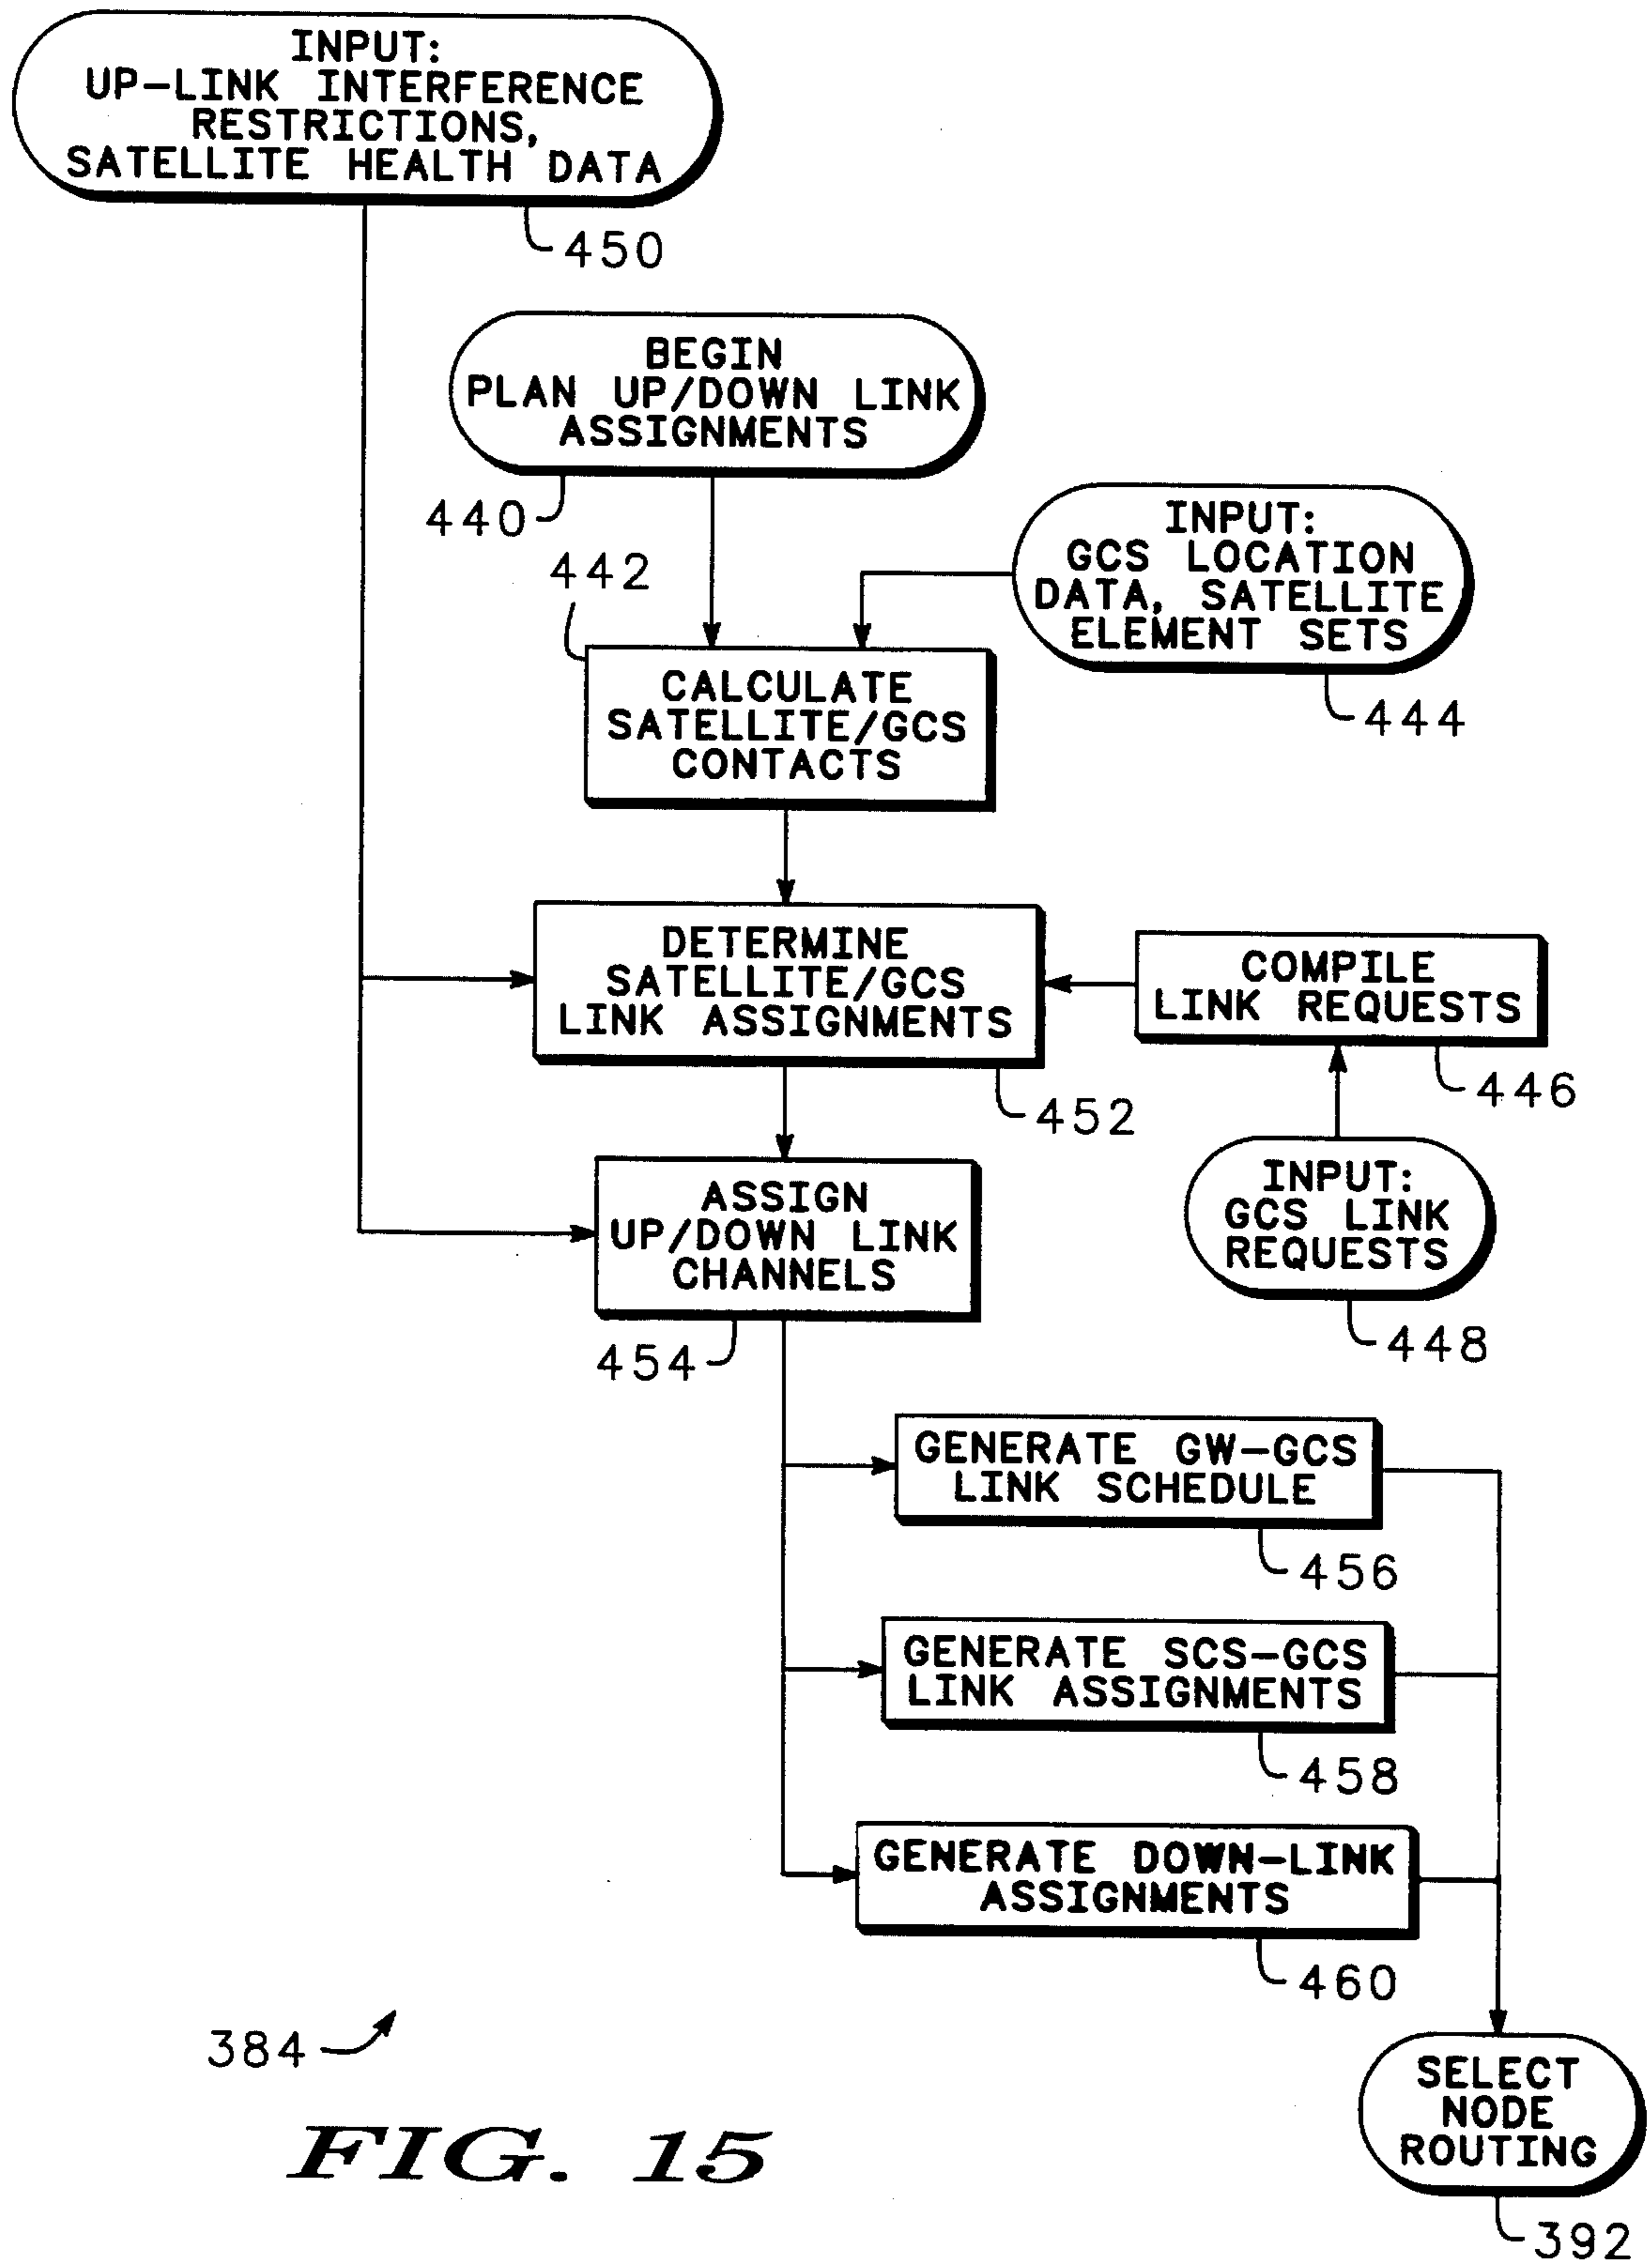 INPUT:
UP-LINK INTERFERENCE
RESTRICTIONS,
SATELLITE HEALTH DATA
450
BEGIN
PLAN UP/DOWN LINK
ASSIGNMENTS
440
442
INPUT:
GCS LOCATION
DATA, SATELLITE
ELEMENT SETS
444
CALCULATE
SATELLITE/GCS
CONTACTS
DETERMINE
SATELLITE/GCS
LINK ASSIGNMENTS
452
COMPILE
LINK REQUESTS
446
INPUT:
GCS LINK
REQUESTS
448
ASSIGN
UP/DOWN LINK
CHANNELS
454
GENERATE GW-GCS
LINK SCHEDULE
456
GENERATE SCS-GCS
LINK ASSIGNMENTS
458
GENERATE DOWN-LINK
ASSIGNMENTS
460
384
SELECT
NODE
ROUTING
392
FIG. 15